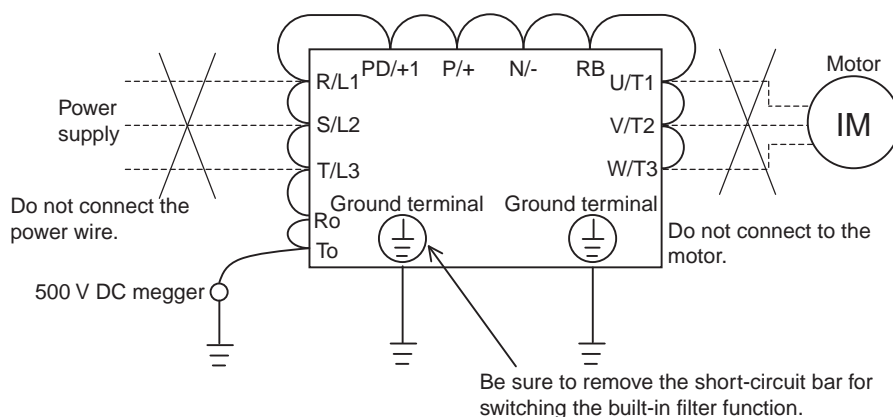 PD/+1 P/+ N/- RB
Motor
R/L1
U/T1
Power
supply
S/L2
V/T2
IM
T/L3
W/T3
Do not connect the
power wire.
Ground terminal
Ground terminal
Ro
To
Do not connect to the
motor.
500 V DC megger
Be sure to remove the short-circuit bar for
switching the built-in filter function.